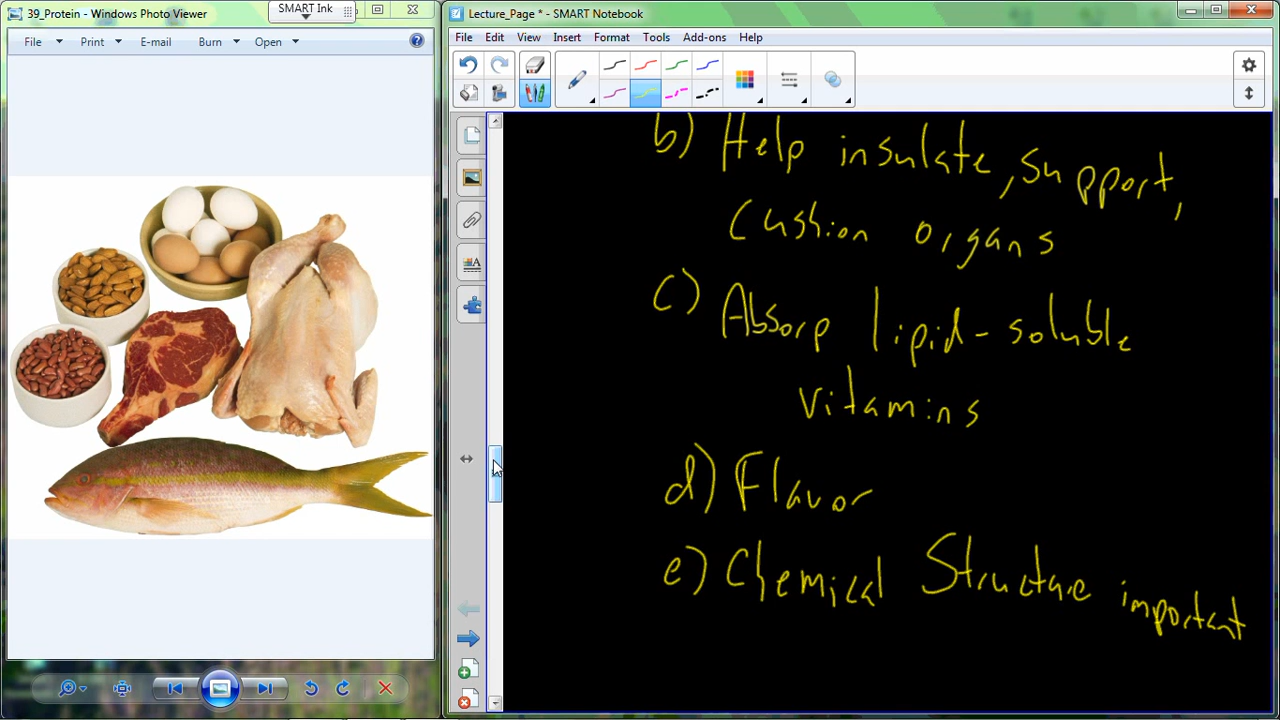 39_Protein - Windows Photo Viewer
SMART Ink
File Print E-mail Burn Open
Lecture_Page * - SMART Notebook
File Edit View Insert Format Tools Add-ons Help
b) Help insulate, support,
cushion organs
c) Absorp lipid-soluble
vitamins
d) Flavor
e) Chemical Structure important